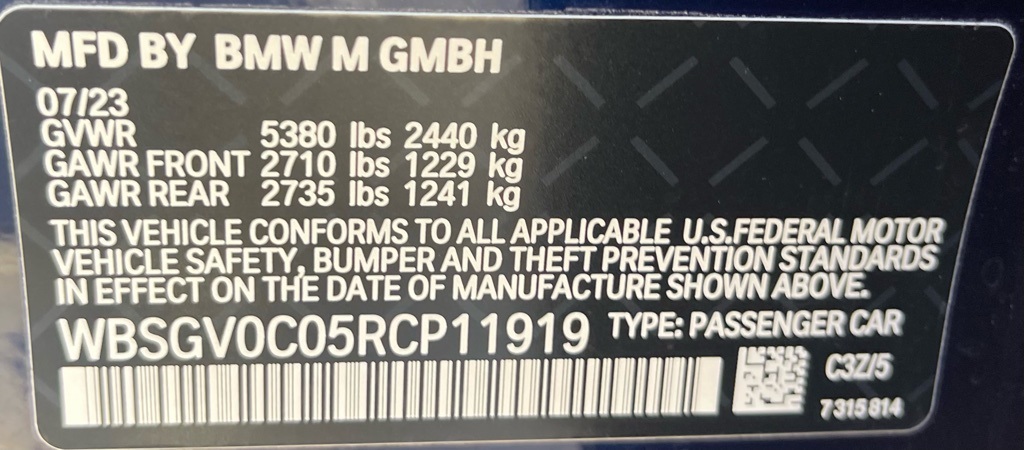 MFD BY BMW M GMBH
07/23
GVWR 5380 lbs 2440 kg
GAWR FRONT 2710 lbs 1229 kg
GAWR REAR 2735 lbs 1241 kg
THIS VEHICLE CONFORMS TO ALL APPLICABLE U.S.FEDERAL MOTOR
VEHICLE SAFETY, BUMPER AND THEFT PREVENTION STANDARDS
IN EFFECT ON THE DATE OF MANUFACTURE SHOWN ABOVE.
WBSGV0C05RCP11919 TYPE: PASSENGER CAR
C3Z/5
7315814